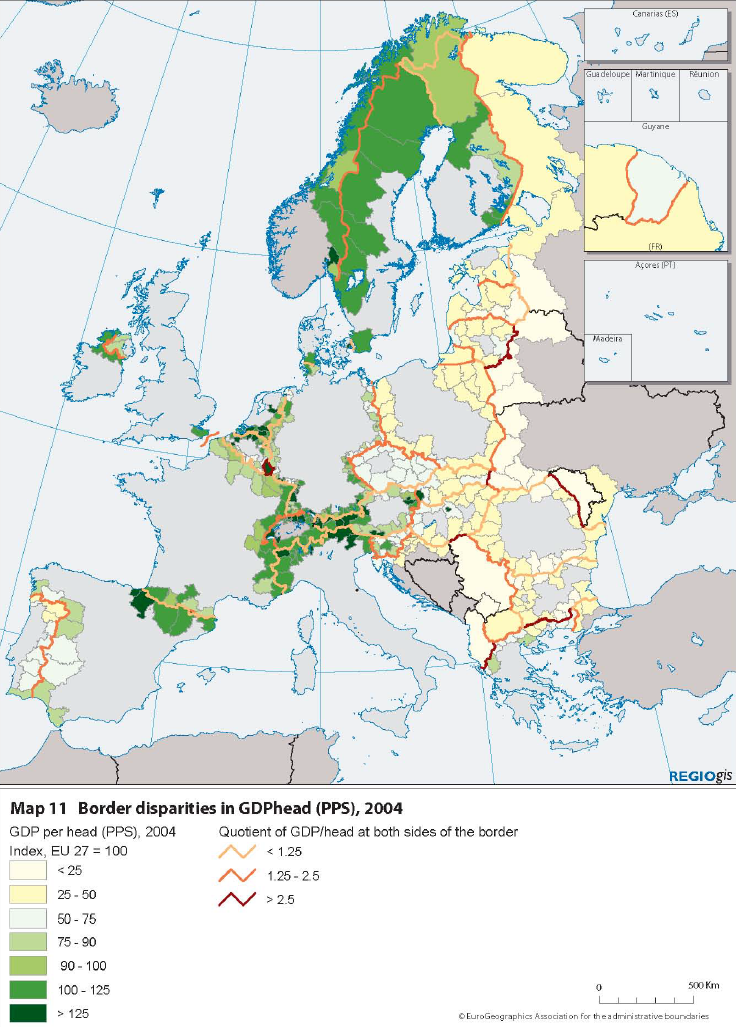 Canarias (ES)
Guadeloupe
Martinique
Réunion
Guyane
(FR)
Açores (PT)
Madeira
REGIOgis
Map 11 Border disparities in GDPhead (PPS), 2004
GDP per head (PPS), 2004
Index, EU 27 = 100
< 25
25 - 50
50 - 75
75 - 90
90 - 100
100 - 125
> 125
Quotient of GDP/head at both sides of the border
< 1.25
1.25 - 2.5
> 2.5
0 500 Km
© EuroGeographics Association for the administrative boundaries